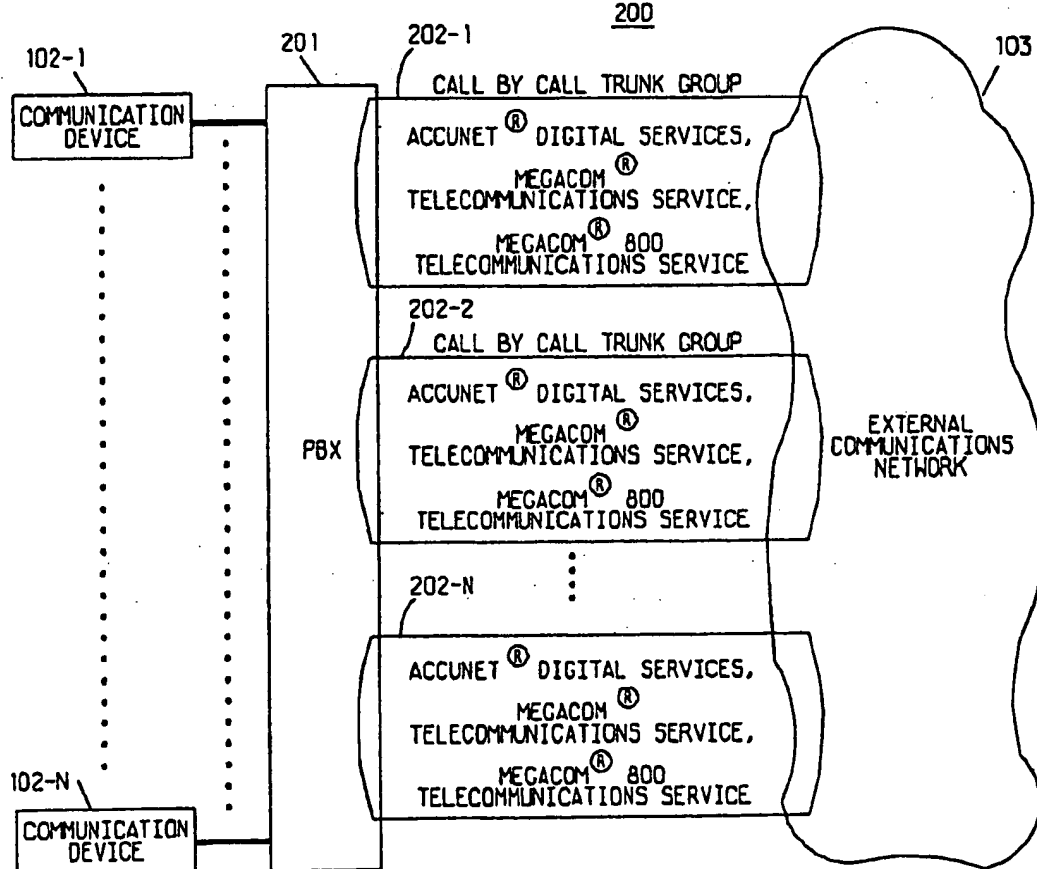 200
202-1
201
102-1
103
CALL BY CALL TRUNK GROUP
COMMUNICATION
DEVICE
ACCUNET ® DIGITAL SERVICES,
MEGACOM ®
TELECOMMUNICATIONS SERVICE,
MEGACOM ® 800
TELECOMMUNICATIONS SERVICE
202-2
CALL BY CALL TRUNK GROUP
ACCUNET ® DIGITAL SERVICES,
MEGACOM ®
TELECOMMUNICATIONS SERVICE,
MEGACOM ® 800
TELECOMMUNICATIONS SERVICE
PBX
EXTERNAL
COMMUNICATIONS
NETWORK
202-N
ACCUNET ® DIGITAL SERVICES,
MEGACOM ®
TELECOMMUNICATIONS SERVICE,
MEGACOM ® 800
TELECOMMUNICATIONS SERVICE
102-N
COMMUNICATION
DEVICE